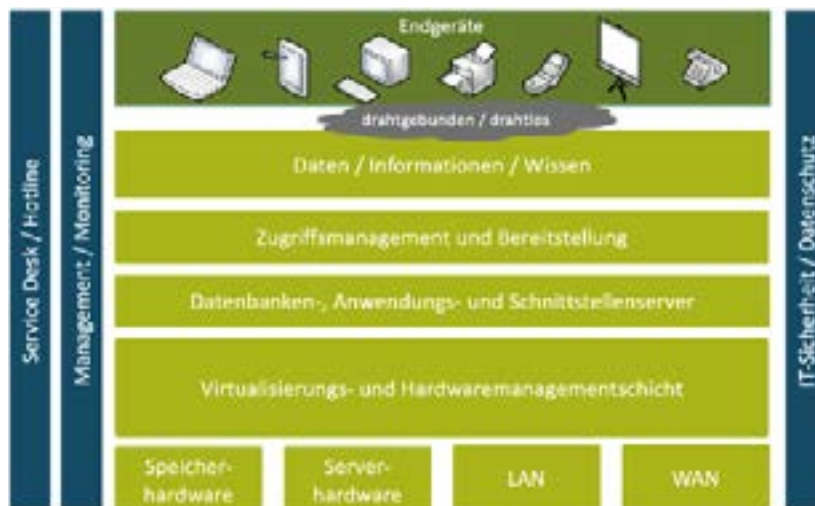 Endgeräte
drahtgebunden / drahtlos
Daten / Informationen / Wissen
Zugriffsmanagement und Bereitstellung
Datenbanken-, Anwendungs- und Schnittstellenserver
Virtualisierungs- und Hardwaremanagementschicht
Speicher-
hardware
Server-
hardware
LAN
WAN
Service Desk / Hotline
Management / Monitoring
IT-Sicherheit / Datenschutz